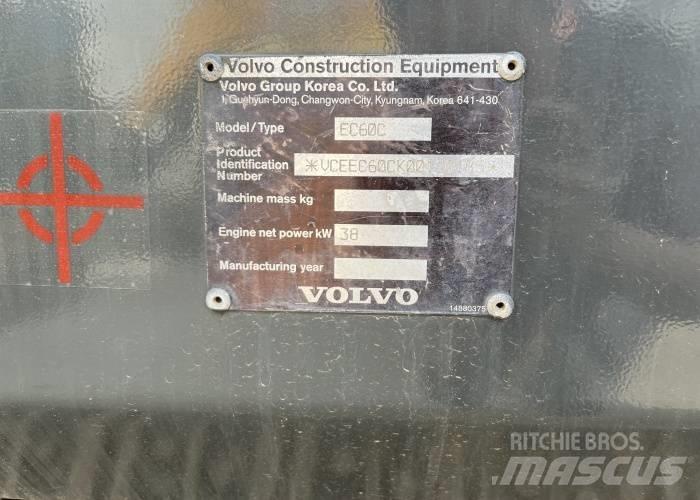 Volvo Construction Equipment
Volvo Group Korea Co. Ltd.
1, Guehyun-Dong, Changwon-City, Kyungnam, Korea 641-430
Model/Type EC60C
Product
Identification
Number
Machine mass kg
Engine net power kW 38
Manufacturing year
VOLVO
14880375
RITCHIE BROS.
MASCUS